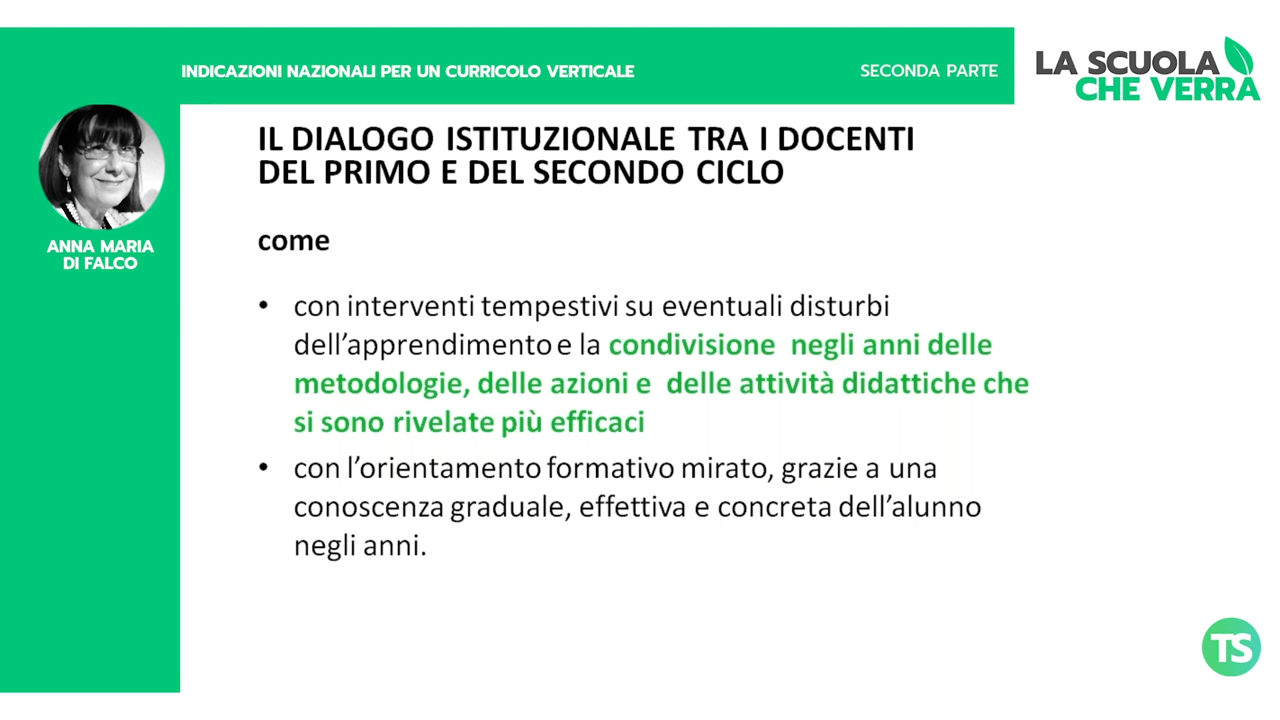 INDICAZIONI NAZIONALI PER UN CURRICOLO VERTICALE
SECONDA PARTE
LA SCUOLA
CHE VERRA
ANNA MARIA
DI FALCO
IL DIALOGO ISTITUZIONALE TRA I DOCENTI
DEL PRIMO E DEL SECONDO CICLO
come
• con interventi tempestivi su eventuali disturbi
dell'apprendimento e la condivisione negli anni delle
metodologie, delle azioni e delle attività didattiche che
si sono rivelate più efficaci
• con l'orientamento formativo mirato, grazie a una
conoscenza graduale, effettiva e concreta dell'alunno
negli anni.
TS